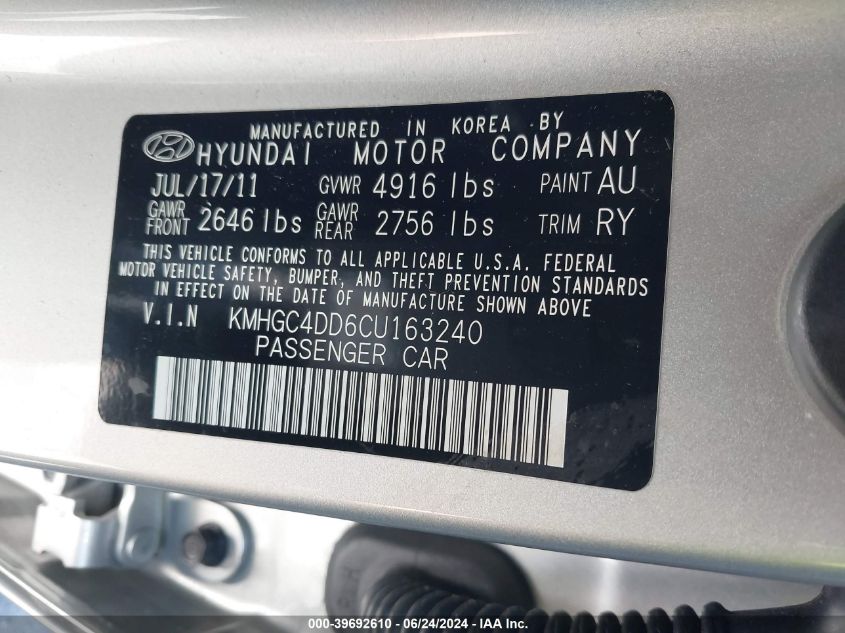 MANUFACTURED IN KOREA BY
HYUNDAI MOTOR COMPANY
JUL/17/11 GVWR 4916 lbs PAINT AU
GAWR FRONT 2646 lbs GAWR REAR 2756 lbs TRIM RY
THIS VEHICLE CONFORMS TO ALL APPLICABLE U.S.A. FEDERAL
MOTOR VEHICLE SAFETY, BUMPER, AND THEFT PREVENTION STANDARDS
IN EFFECT ON THE DATE OF MANUFACTURE SHOWN ABOVE
V.I.N KMHGC4DD6CU163240
PASSENGER CAR
000-39692610 - 06/24/2024 - IAA Inc.